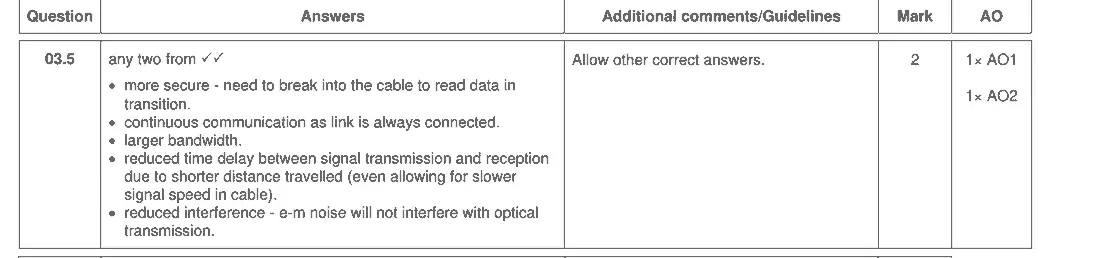 Question Answers Additional comments/Guidelines Mark AO
03.5 any two from ✓✓ Allow other correct answers. 2 1× AO1
• more secure - need to break into the cable to read data in
1× AO2
transition.
• continuous communication as link is always connected.
• larger bandwidth.
• reduced time delay between signal transmission and reception
due to shorter distance travelled (even allowing for slower
signal speed in cable).
• reduced interference - e-m noise will not interfere with optical
transmission.